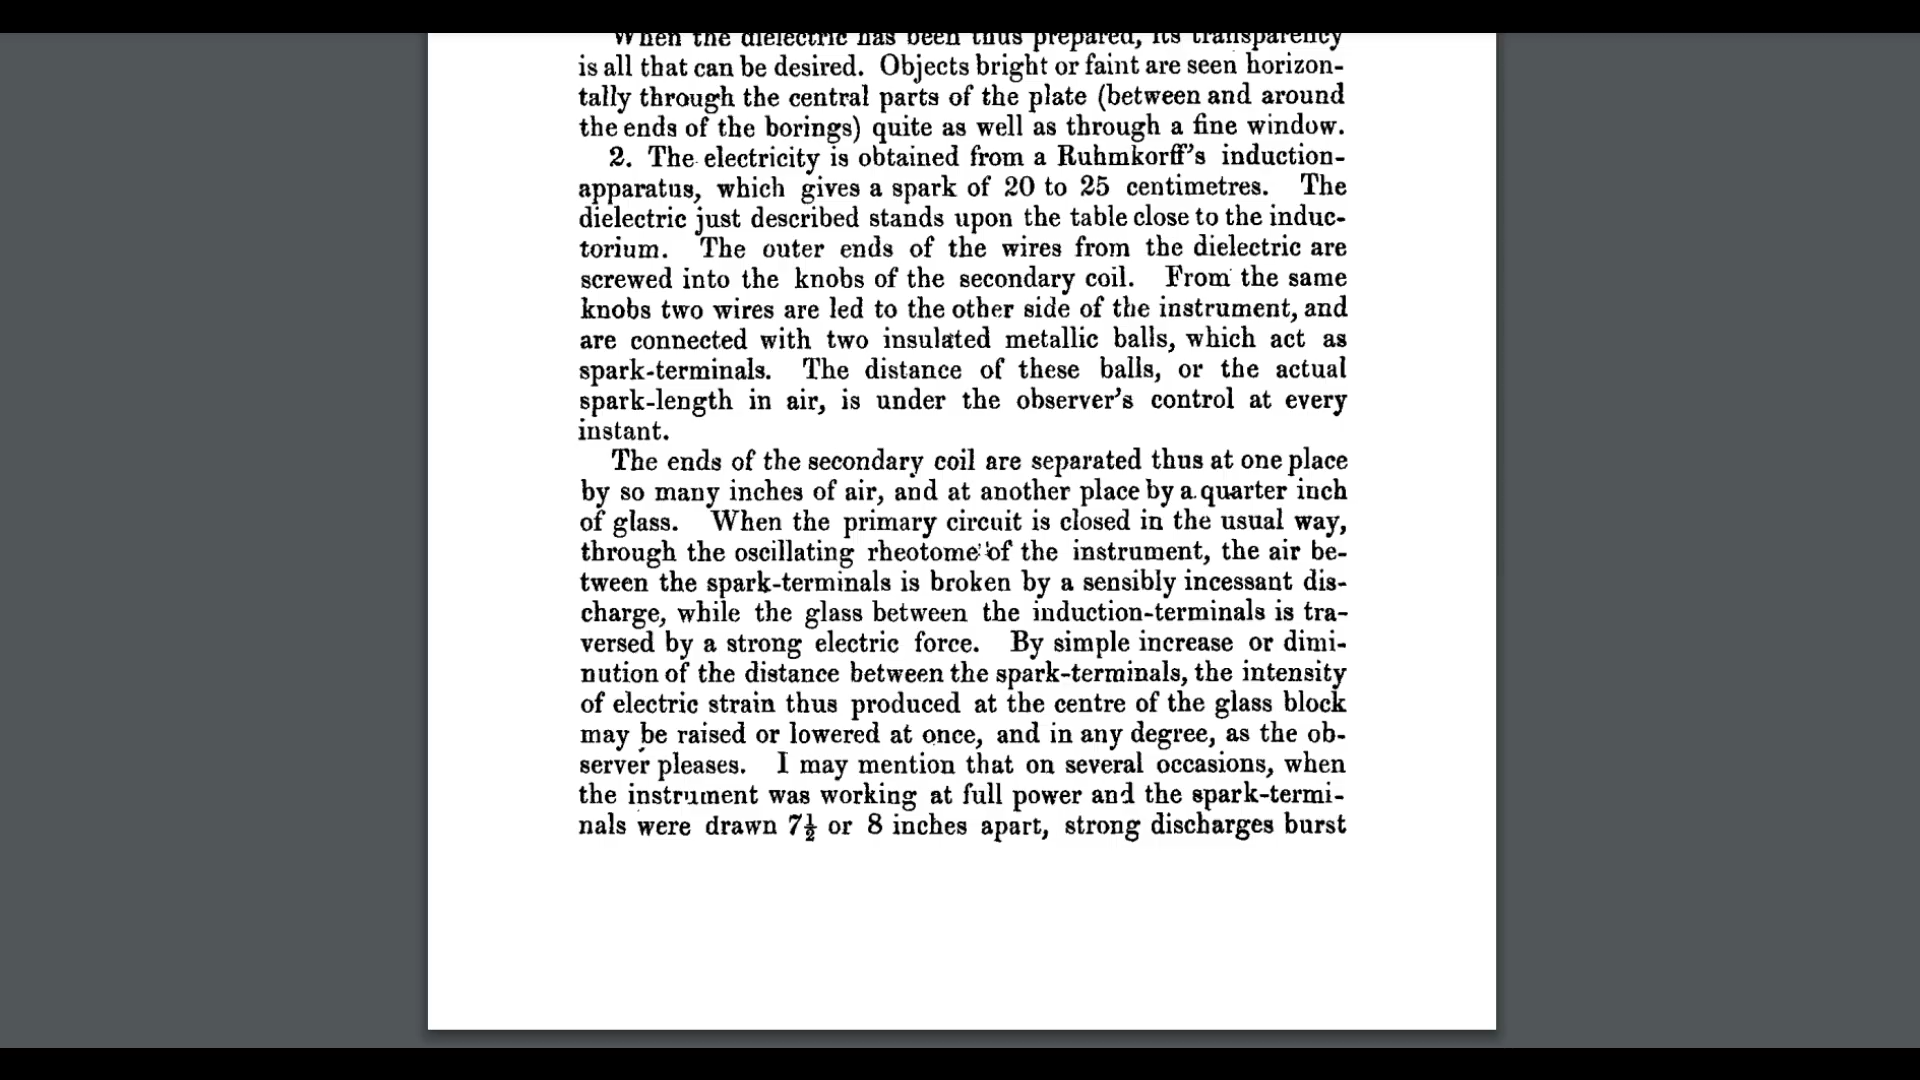 When the dielectric has been thus prepared, its transparency
is all that can be desired. Objects bright or faint are seen horizon-
tally through the central parts of the plate (between and around
the ends of the borings) quite as well as through a fine window.
2. The electricity is obtained from a Ruhmkorff's induction-
apparatus, which gives a spark of 20 to 25 centimetres. The
dielectric just described stands upon the table close to the induc-
torium. The outer ends of the wires from the dielectric are
screwed into the knobs of the secondary coil. From the same
knobs two wires are led to the other side of the instrument, and
are connected with two insulated metallic balls, which act as
spark-terminals. The distance of these balls, or the actual
spark-length in air, is under the observer's control at every
instant.
The ends of the secondary coil are separated thus at one place
by so many inches of air, and at another place by a quarter inch
of glass. When the primary circuit is closed in the usual way,
through the oscillating rheotome of the instrument, the air be-
tween the spark-terminals is broken by a sensibly incessant dis-
charge, while the glass between the induction-terminals is tra-
versed by a strong electric force. By simple increase or dimi-
nution of the distance between the spark-terminals, the intensity
of electric strain thus produced at the centre of the glass block
may be raised or lowered at once, and in any degree, as the ob-
server pleases. I may mention that on several occasions, when
the instrument was working at full power and the spark-termi-
nals were drawn 7½ or 8 inches apart, strong discharges burst